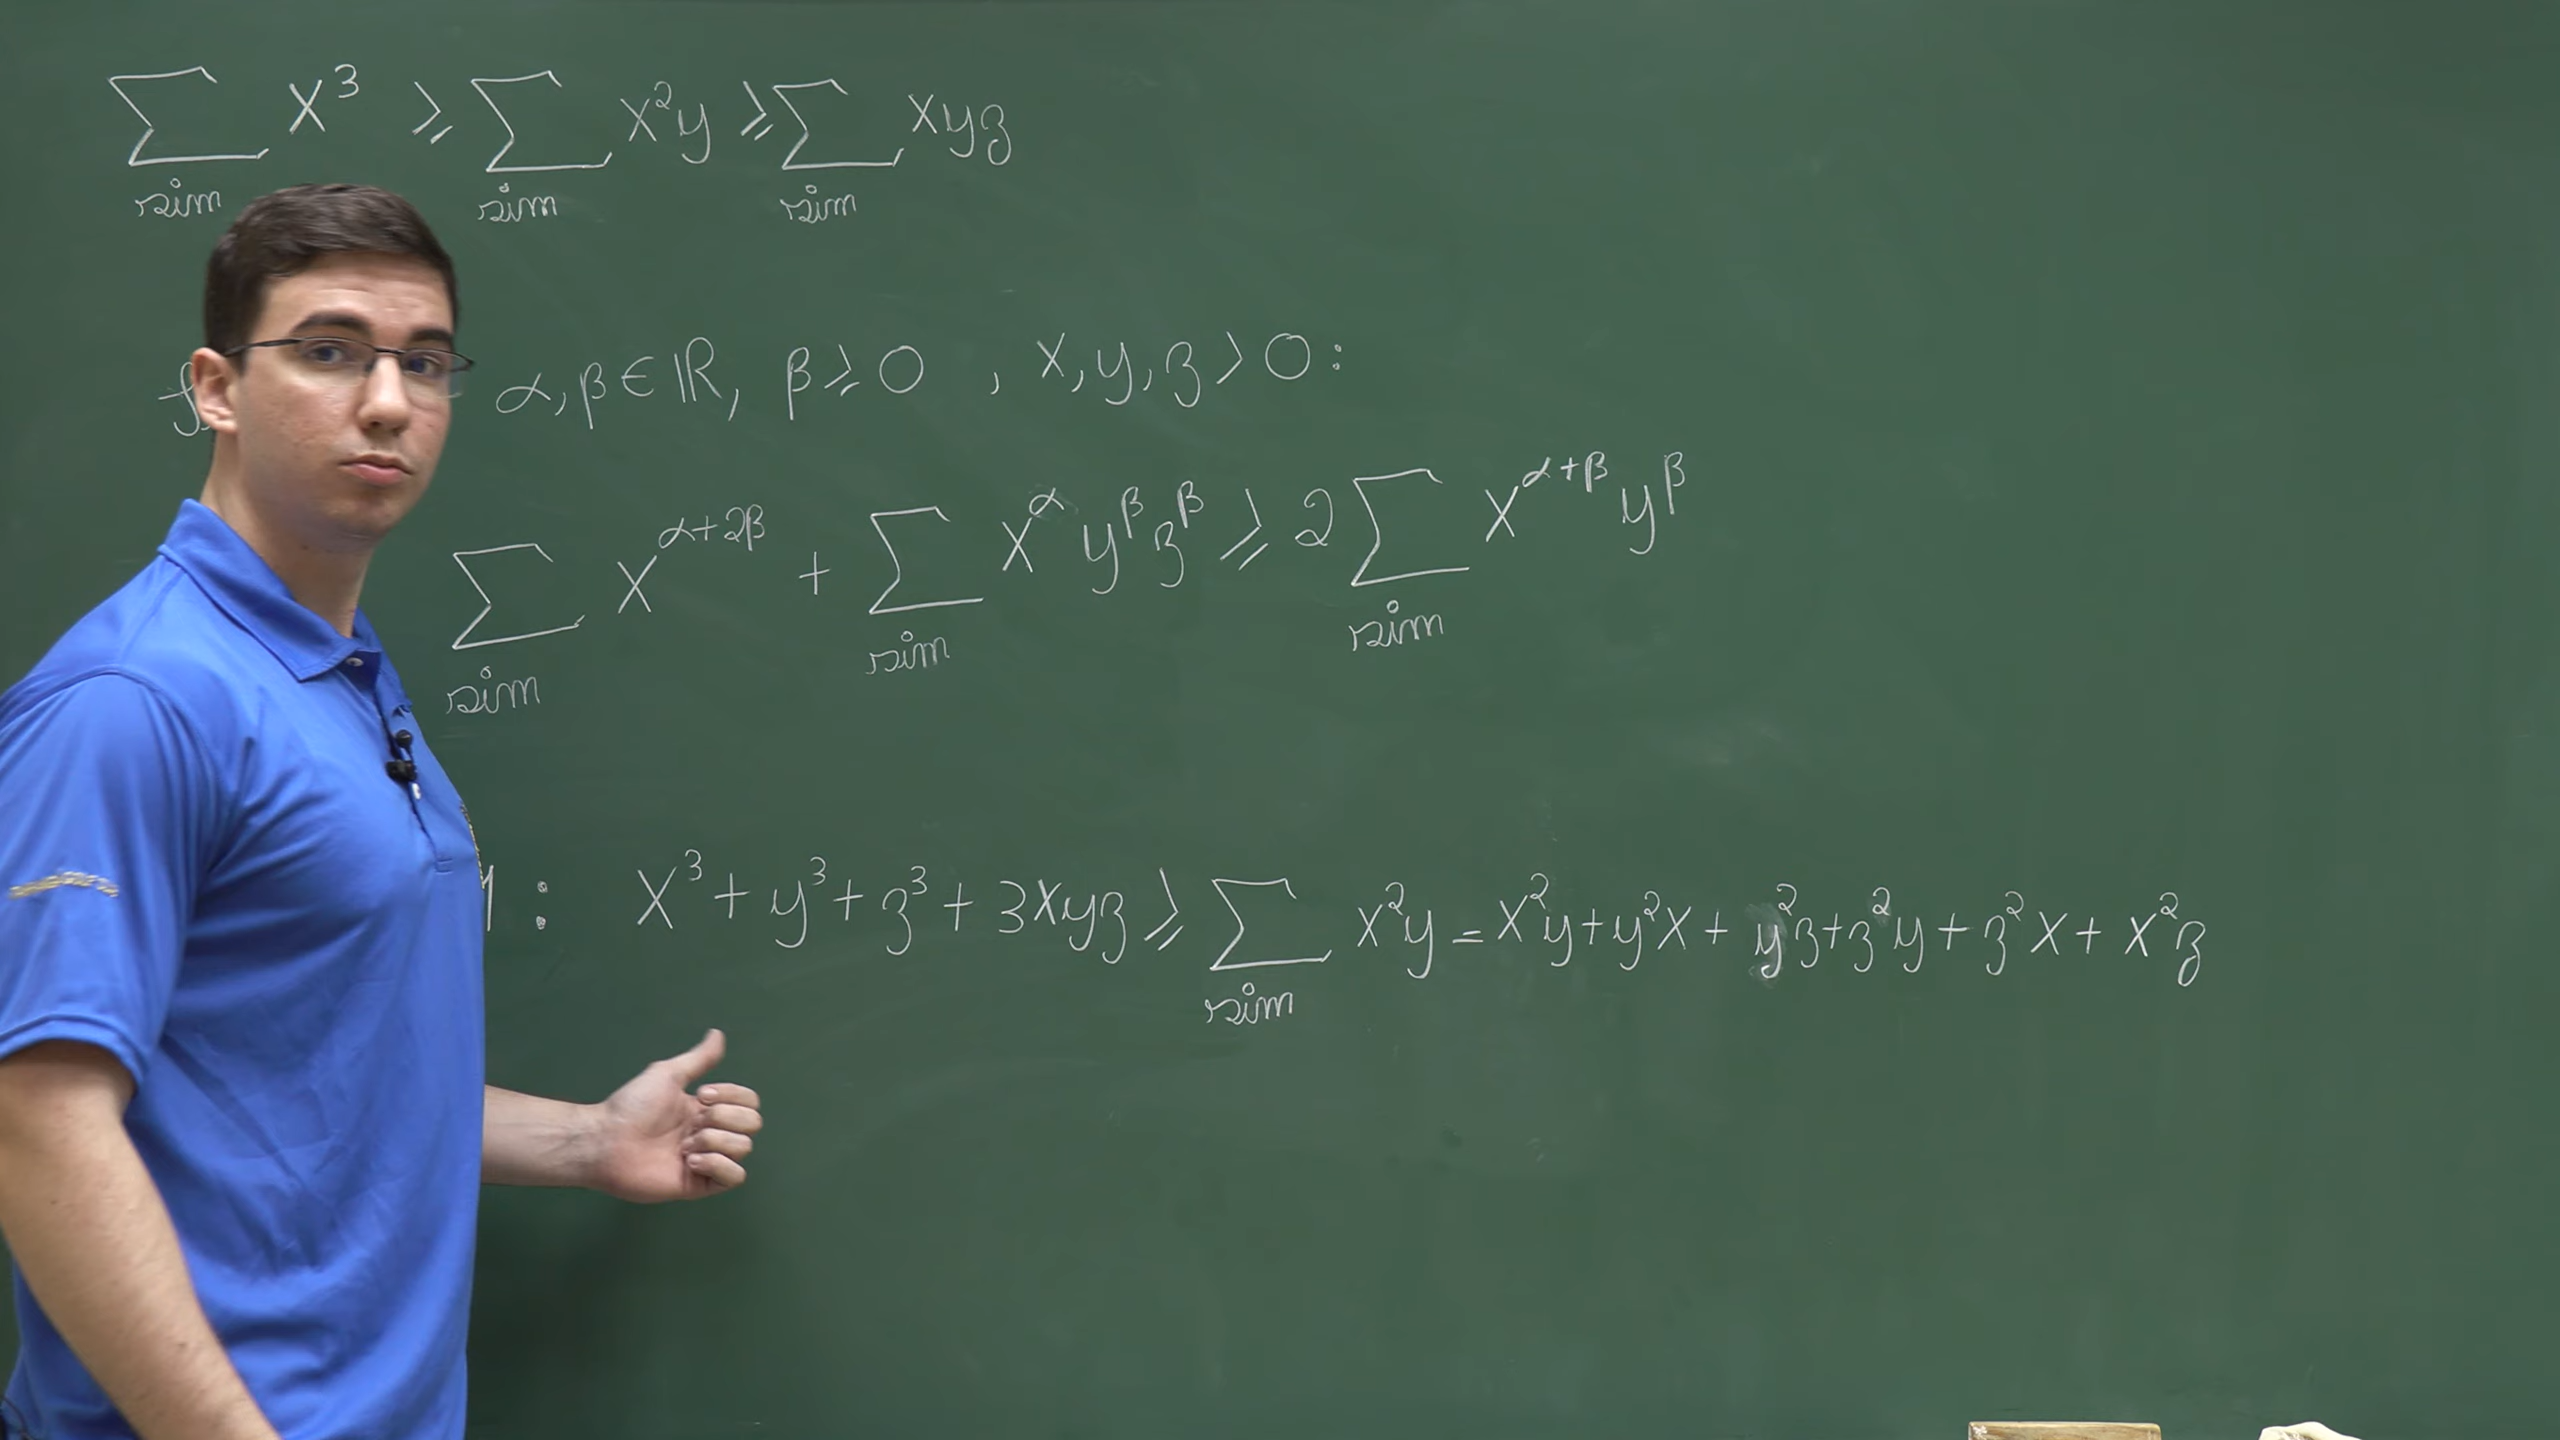 ∑ x³ ≥ ∑ x²y ≥ ∑ xyz
sim sim sim
α, β ∈ ℝ, β ≥ 0 , x, y, z > 0 :
∑ x^{α+2β} + ∑ x^α y^β z^β ≥ 2 ∑ x^{α+β} y^β
sim sim sim
: x³ + y³ + z³ + 3xyz ≥ ∑ x²y = x²y + y²x + y²z + z²y + z²x + x²z
sim